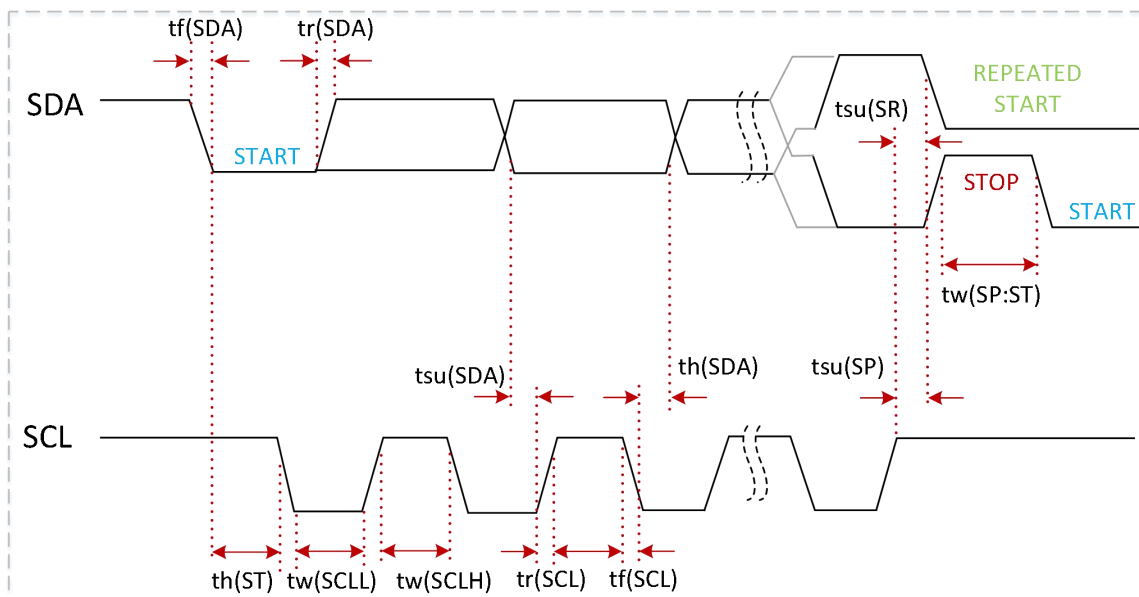 tf(SDA)
tr(SDA)
SDA
START
tsu(SR)
REPEATED
START
STOP
START
tw(SP:ST)
tsu(SDA)
th(SDA)
tsu(SP)
SCL
th(ST)
tw(SCLL)
tw(SCLH)
tr(SCL)
tf(SCL)